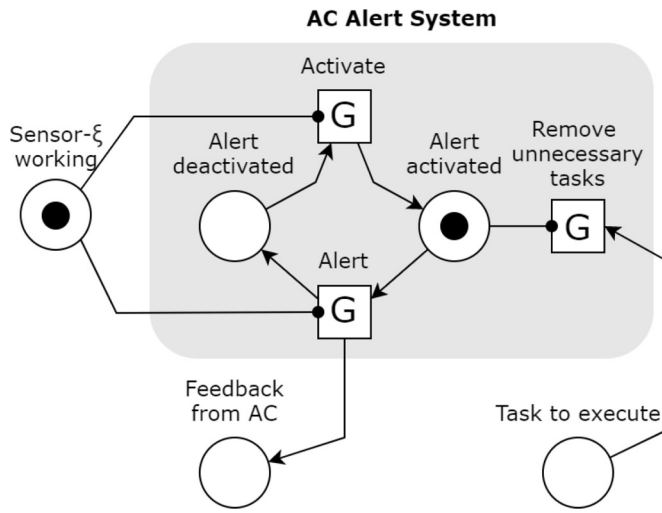 AC Alert System
Activate
G
Sensor-ξ
working
Alert
deactivated
Alert
activated
Remove
unnecessary
tasks
G
Alert
G
Feedback
from AC
Task to execute